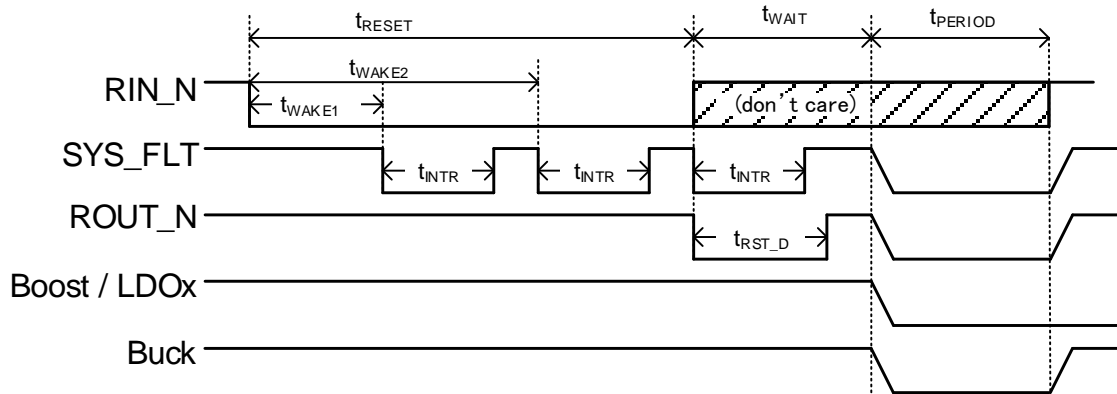 tRESET
tWAIT
tPERIOD
tWAKE2
RIN_N
tWAKE1
(don't care)
SYS_FLT
tINTR
tINTR
tINTR
ROUT_N
tRST_D
Boost / LDOx
Buck